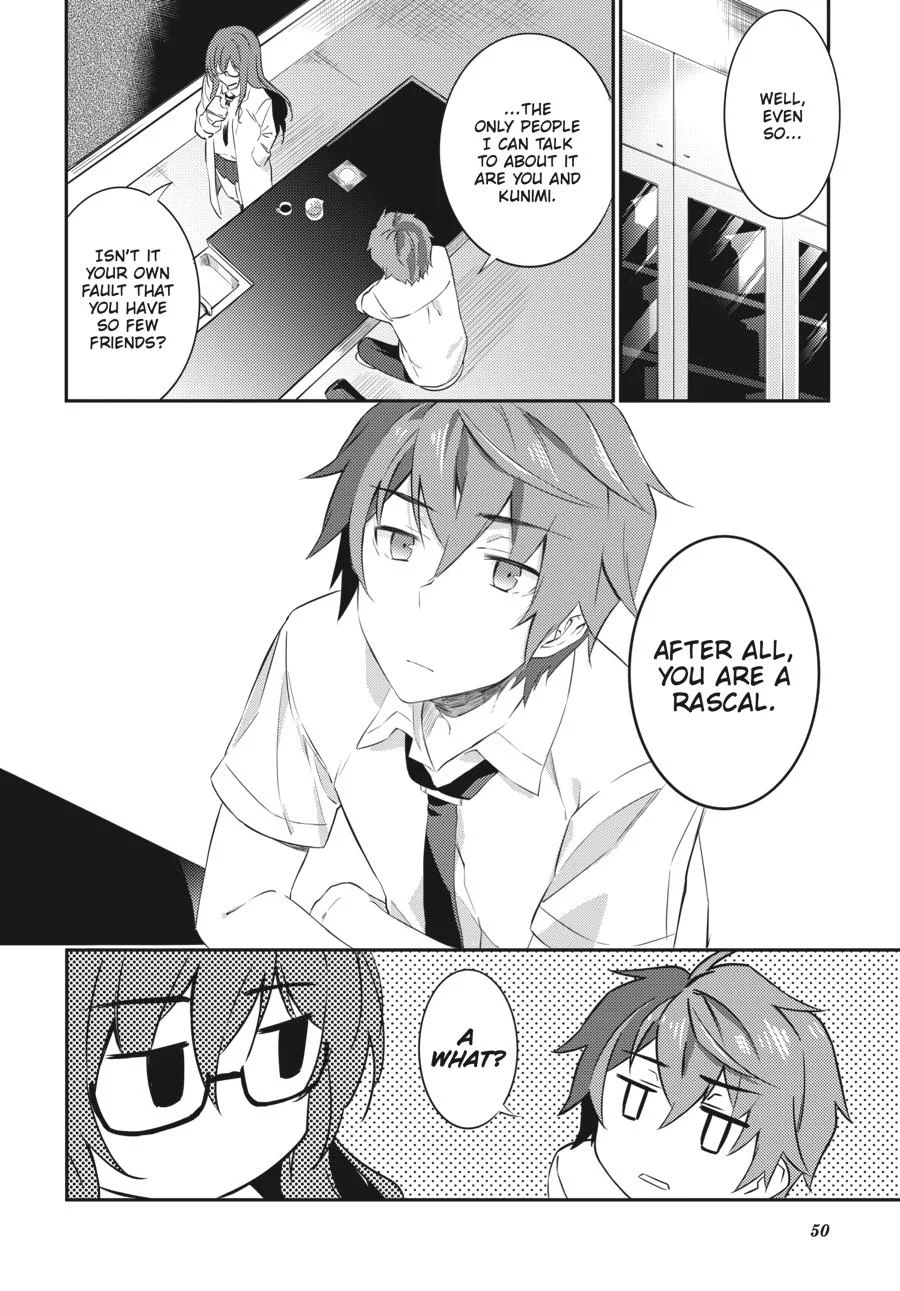 WELL,
EVEN
SO...
...THE
ONLY PEOPLE
I CAN TALK
TO ABOUT IT
ARE YOU AND
KUNIMI.
ISN'T IT
YOUR OWN
FAULT THAT
YOU HAVE
SO FEW
FRIENDS?
AFTER ALL,
YOU ARE A
RASCAL.
A
WHAT?
50